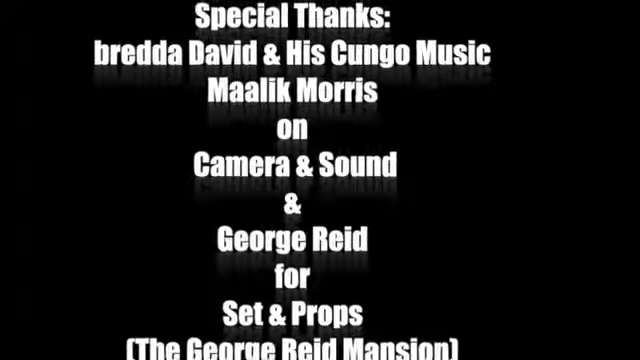 Special Thanks:
bredda David & His Cungo Music
Maalik Morris
on
Camera & Sound
&
George Reid
for
Set & Props
(The George Reid Mansion)